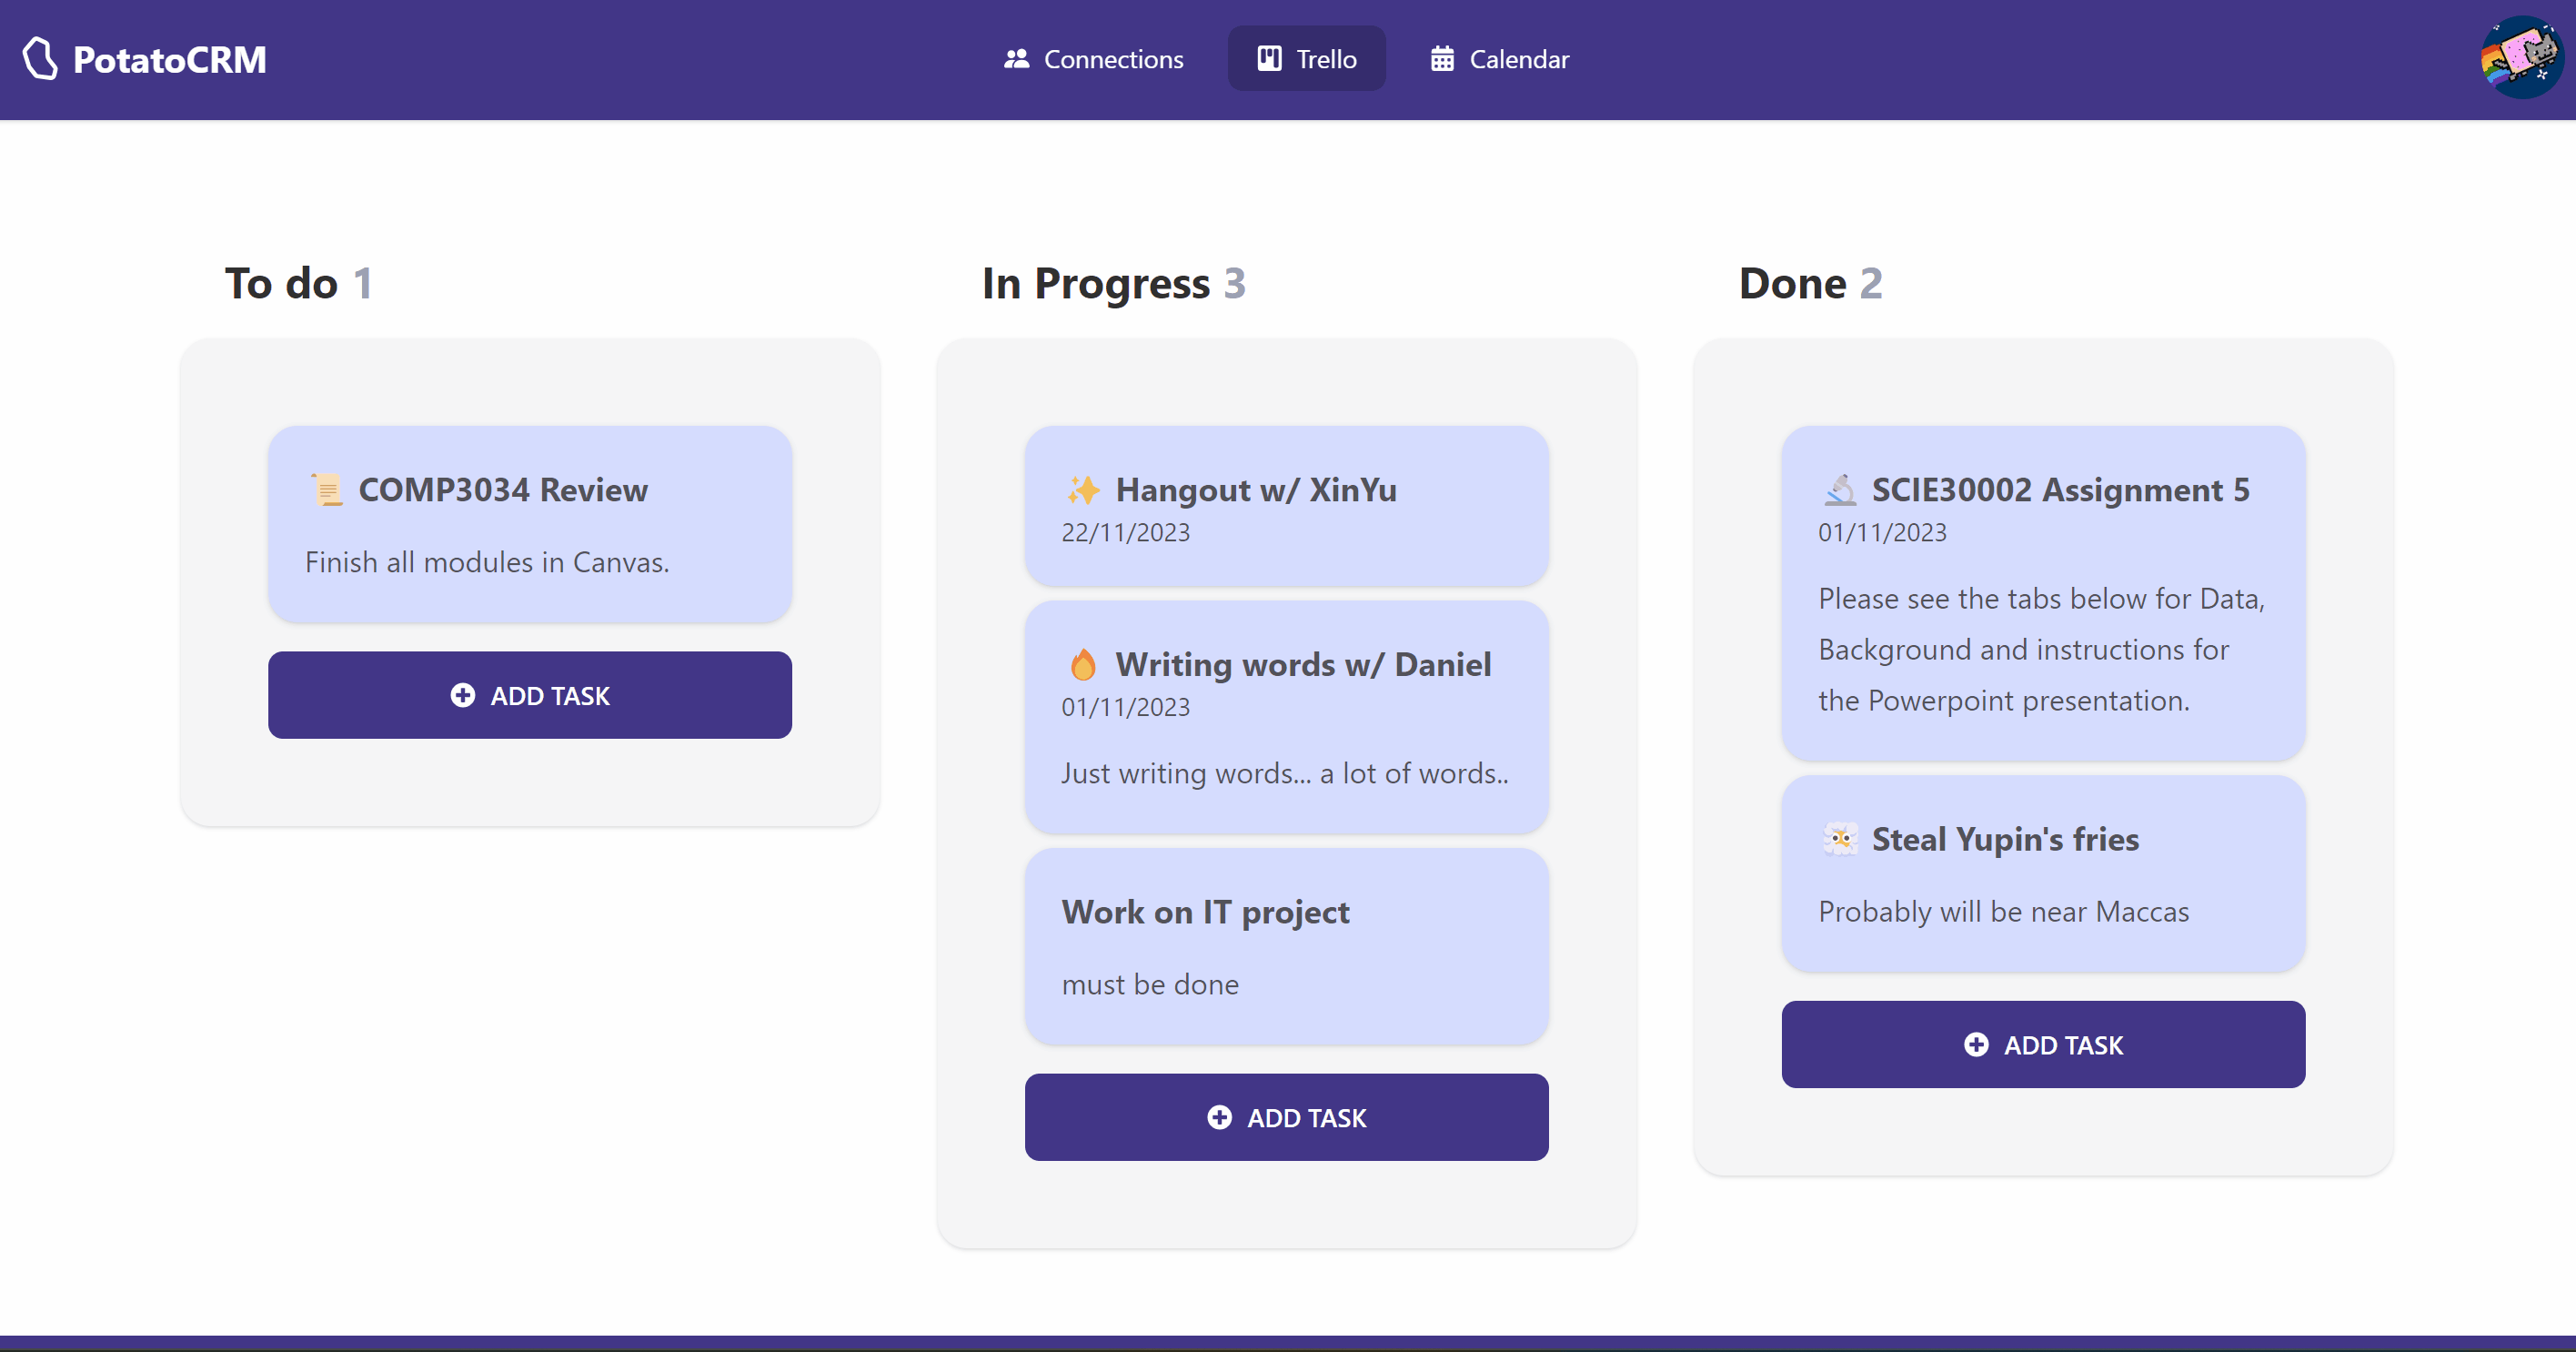 PotatoCRM
Connections
Trello
Calendar
To do 1
COMP3034 Review
Finish all modules in Canvas.
ADD TASK
In Progress 3
Hangout w/ XinYu
22/11/2023
Writing words w/ Daniel
01/11/2023
Just writing words... a lot of words..
Work on IT project
must be done
ADD TASK
Done 2
SCIE30002 Assignment 5
01/11/2023
Please see the tabs below for Data,
Background and instructions for
the Powerpoint presentation.
Steal Yupin's fries
Probably will be near Maccas
ADD TASK